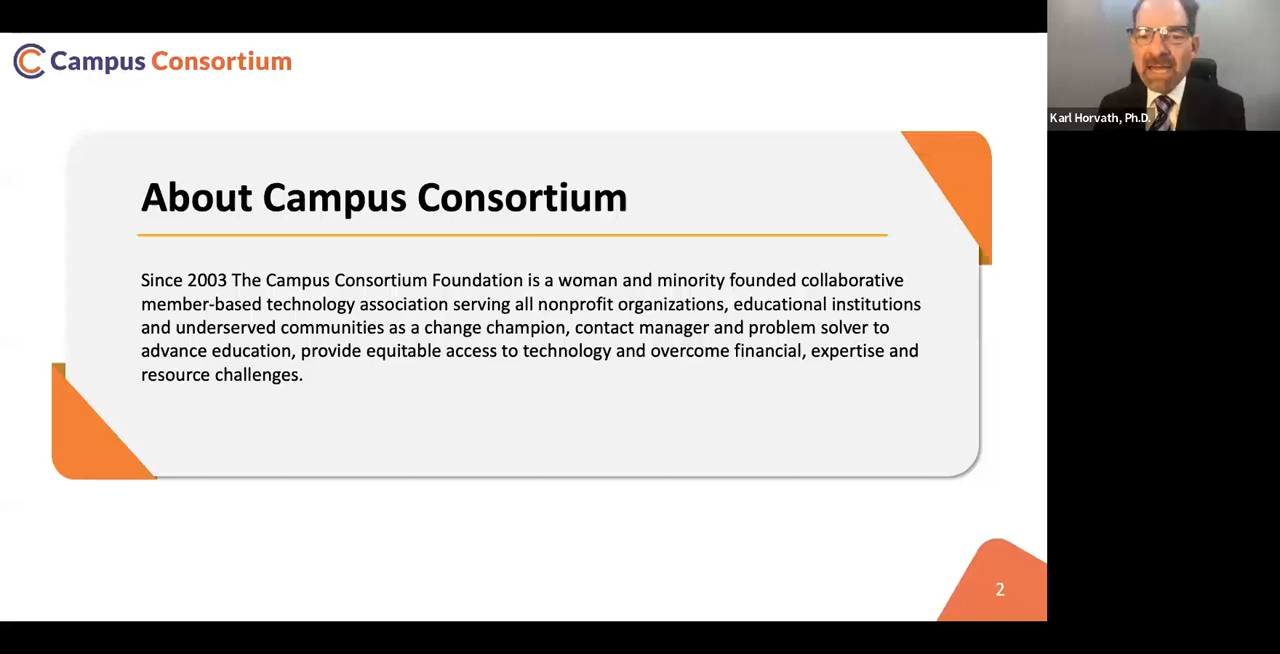 Campus Consortium
Karl Horvath, Ph.D.
About Campus Consortium
Since 2003 The Campus Consortium Foundation is a woman and minority founded collaborative
member-based technology association serving all nonprofit organizations, educational institutions
and underserved communities as a change champion, contact manager and problem solver to
advance education, provide equitable access to technology and overcome financial, expertise and
resource challenges.
2